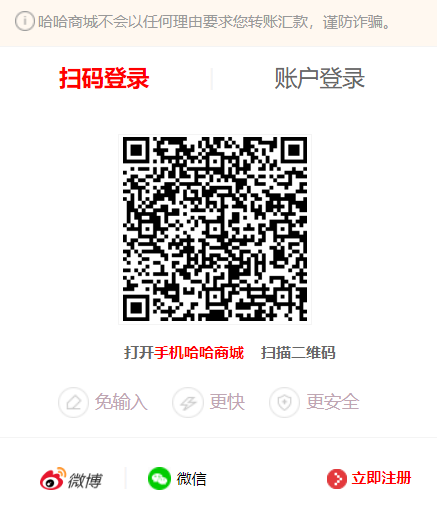 哈哈商城不会以任何理由要求您转账汇款，谨防诈骗。
扫码登录 账户登录
打开手机哈哈商城 扫描二维码
免输入 更快 更安全
微博 微信 立即注册